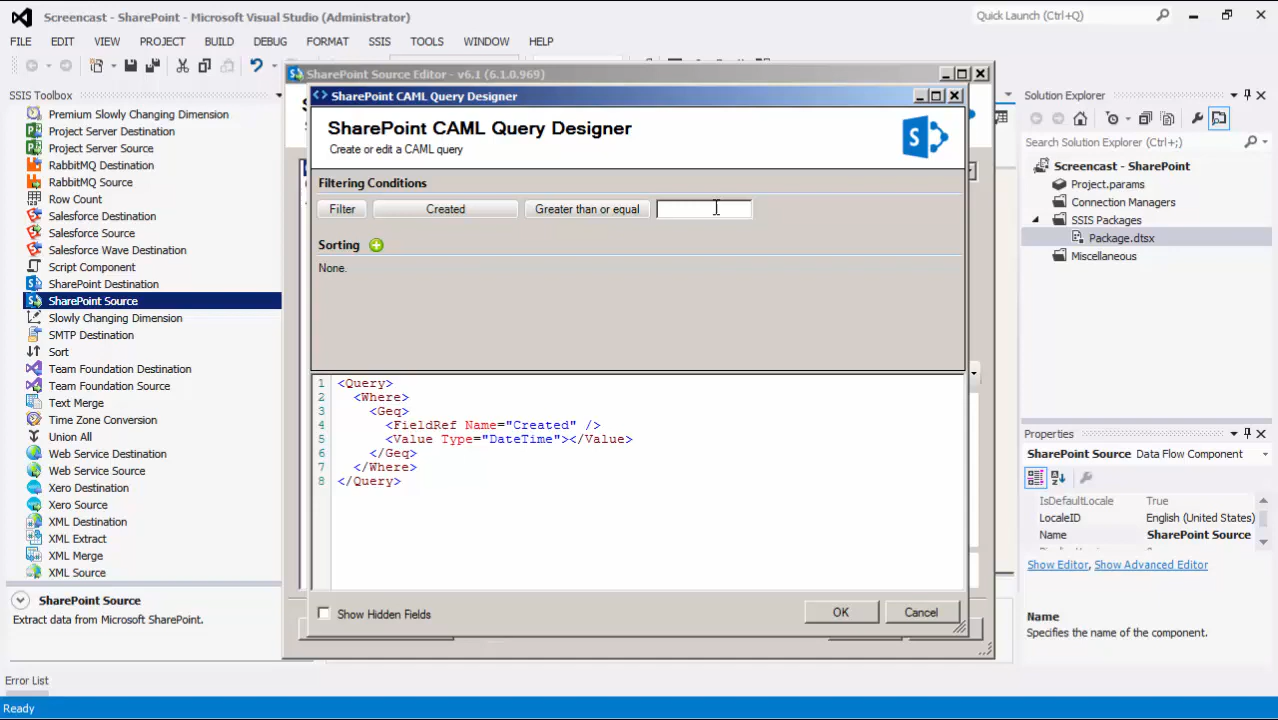 Screencast - SharePoint - Microsoft Visual Studio (Administrator)
Quick Launch (Ctrl+Q)
FILE EDIT VIEW PROJECT BUILD DEBUG FORMAT SSIS TOOLS WINDOW HELP
SSIS Toolbox
Premium Slowly Changing Dimension
Project Server Destination
Project Server Source
RabbitMQ Destination
RabbitMQ Source
Row Count
Salesforce Destination
Salesforce Source
Salesforce Wave Destination
Script Component
SharePoint Destination
SharePoint Source
Slowly Changing Dimension
SMTP Destination
Sort
Team Foundation Destination
Team Foundation Source
Text Merge
Time Zone Conversion
Union All
Web Service Destination
Web Service Source
Xero Destination
Xero Source
XML Destination
XML Extract
XML Merge
XML Source
SharePoint Source
Extract data from Microsoft SharePoint.
Error List
Ready
SharePoint Source Editor - v6.1 (6.1.0.969)
SharePoint CAML Query Designer
SharePoint CAML Query Designer
Create or edit a CAML query
Filtering Conditions
Filter Created Greater than or equal
Sorting
None.
1 <Query>
2 <Where>
3 <Geq>
4 <FieldRef Name="Created" />
5 <Value Type="DateTime"></Value>
6 </Geq>
7 </Where>
8 </Query>
Show Hidden Fields
OK Cancel
Solution Explorer
Search Solution Explorer (Ctrl+;)
Screencast - SharePoint
Project.params
Connection Managers
SSIS Packages
Package.dtsx
Miscellaneous
Properties
SharePoint Source Data Flow Component
IsDefaultLocale True
LocaleID English (United States)
Name SharePoint Source
Show Editor, Show Advanced Editor
Name
Specifies the name of the component.